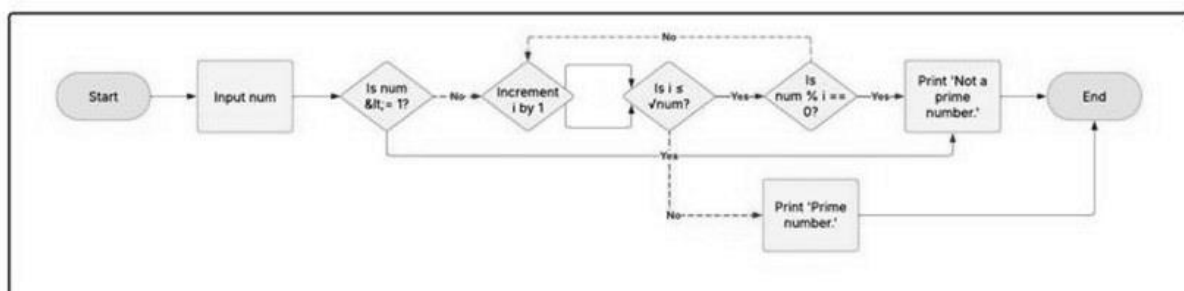 No
Start
Input num
Is num
&lt;= 1?
No
Increment
i by 1
Is i ≤
√num?
Yes
Is
num % i ==
0?
Yes
Print 'Not a
prime
number.'
End
Yes
No
Print 'Prime
number.'